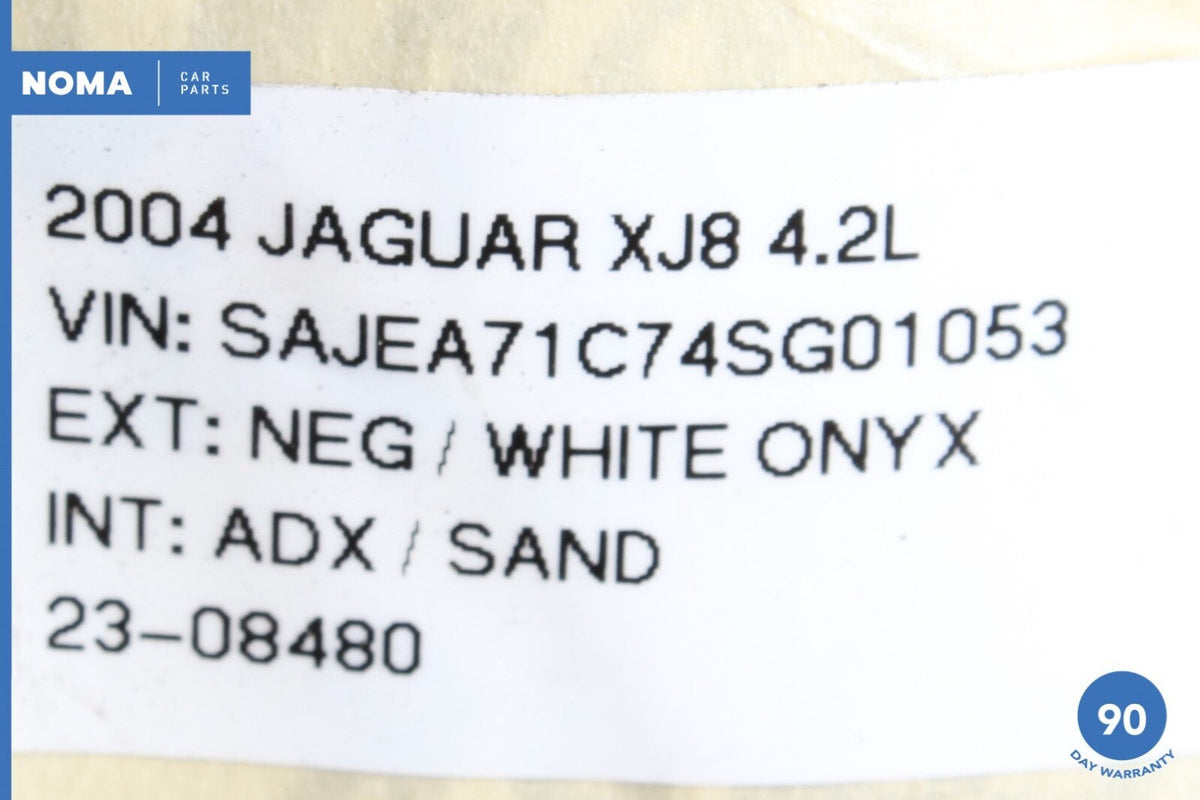 NOMA
CAR
PARTS
2004 JAGUAR XJ8 4.2L
VIN: SAJEA71C74SG01053
EXT: NEG / WHITE ONYX
INT: ADX / SAND
23-08480
90
DAY WARRANTY